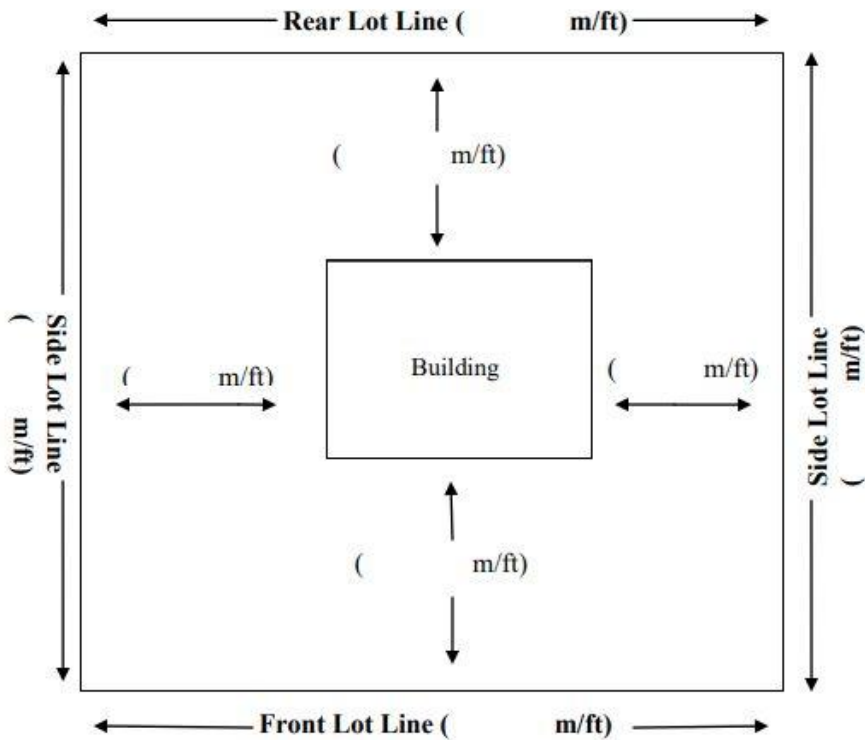 Rear Lot Line ( m/ft)
( m/ft)
Side Lot Line
( m/ft)
( m/ft)
Building
( m/ft)
Side Lot Line
( m/ft)
( m/ft)
Front Lot Line ( m/ft)